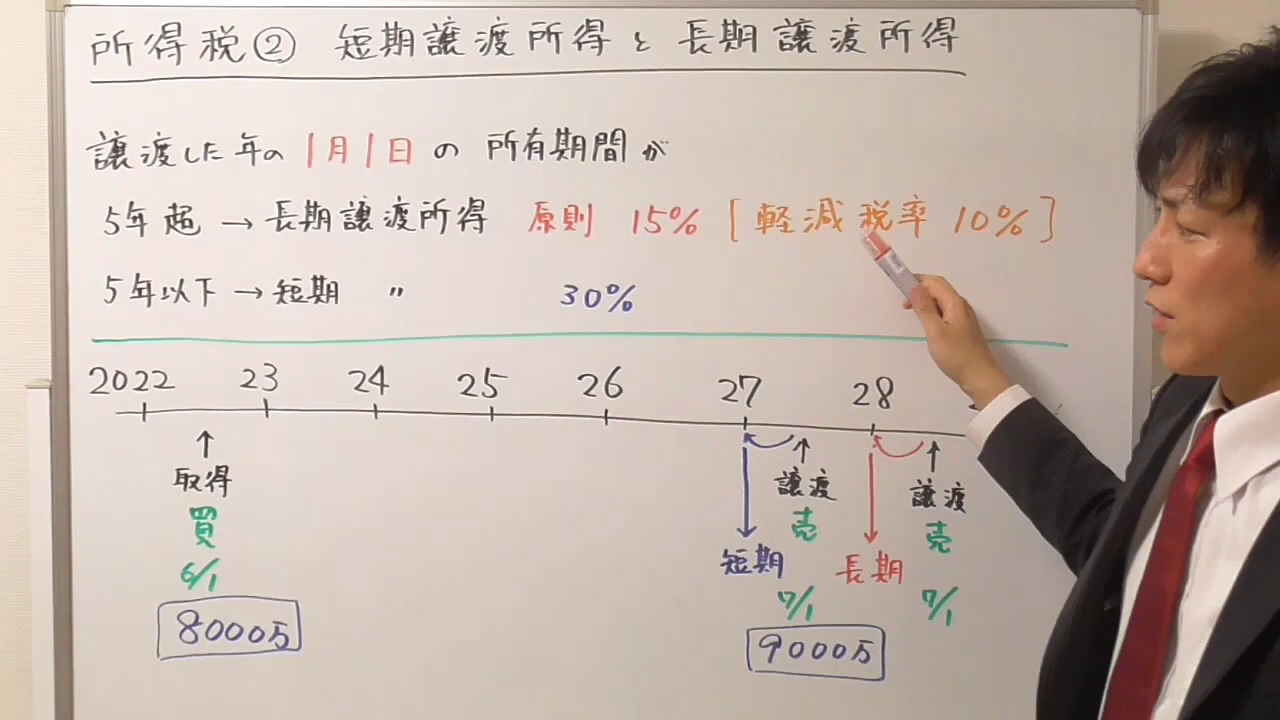 所得税② 短期譲渡所得と長期譲渡所得
譲渡した年の1月1日の所有期間が
5年超 → 長期譲渡所得 原則 15% [軽減税率 10%]
5年以下 → 短期 〃 30%
2022 23 24 25 26 27 28
↑ ↑ ↑
取得 譲渡 譲渡
買 売 売
短期 長期
6/1 7/1 7/1
8000万 9000万